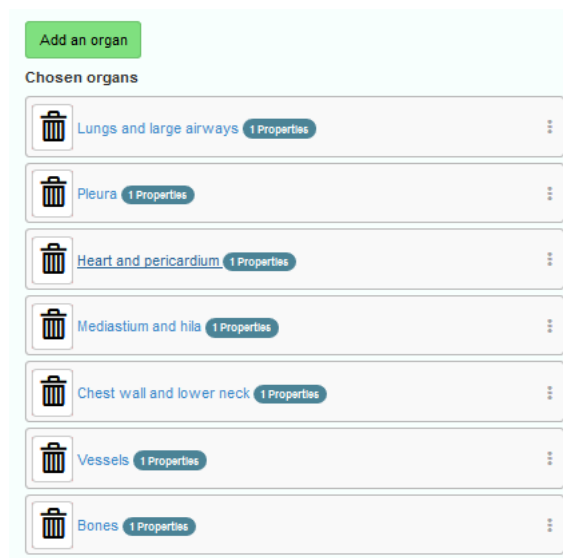 Add an organ
Chosen organs
Lungs and large airways 1 Properties
Pleura 1 Properties
Heart and pericardium 1 Properties
Mediastium and hila 1 Properties
Chest wall and lower neck 1 Properties
Vessels 1 Properties
Bones 1 Properties